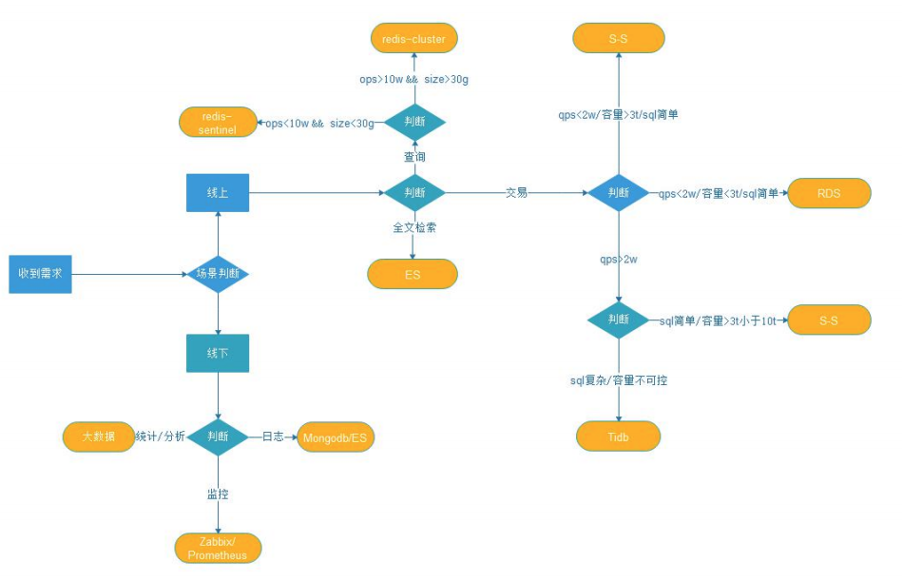 redis-cluster
S-S
ops>10w && size>30g
redis-
sentinel
ops<10w && size<30g
判断
qps<2w/容量>3t/sql简单
查询
线上
判断
交易
判断
qps<2w/容量<3t/sql简单
RDS
全文检索
收到需求
场景判断
ES
qps>2w
判断
sql简单/容量>3t小于10t
S-S
线下
sql复杂/容量不可控
大数据
统计/分析
判断
日志
Mongodb/ES
Tidb
监控
Zabbix/
Prometheus